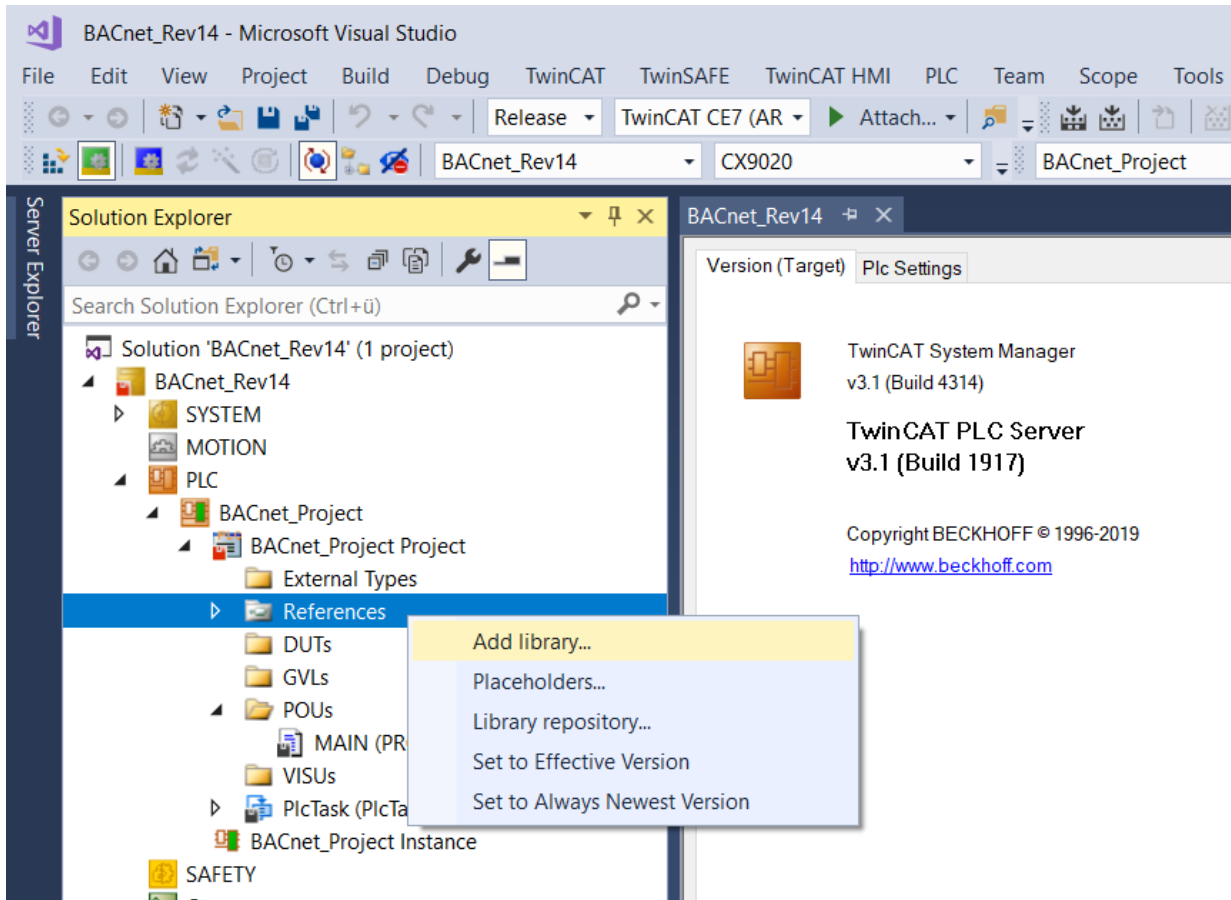 BACnet_Rev14 - Microsoft Visual Studio
File Edit View Project Build Debug TwinCAT TwinSAFE TwinCAT HMI PLC Team Scope Tools
Release TwinCAT CE7 (AR Attach...
BACnet_Rev14 CX9020 BACnet_Project
Server Explorer
Solution Explorer
Search Solution Explorer (Ctrl+ü)
Solution 'BACnet_Rev14' (1 project)
BACnet_Rev14
SYSTEM
MOTION
PLC
BACnet_Project
BACnet_Project Project
External Types
References
DUTs
GVLs
POUs
MAIN (PR
VISUs
PlcTask (PlcTa
BACnet_Project Instance
SAFETY
Add library...
Placeholders...
Library repository...
Set to Effective Version
Set to Always Newest Version
BACnet_Rev14
Version (Target) Plc Settings
TwinCAT System Manager
v3.1 (Build 4314)
TwinCAT PLC Server
v3.1 (Build 1917)
Copyright BECKHOFF © 1996-2019
http://www.beckhoff.com